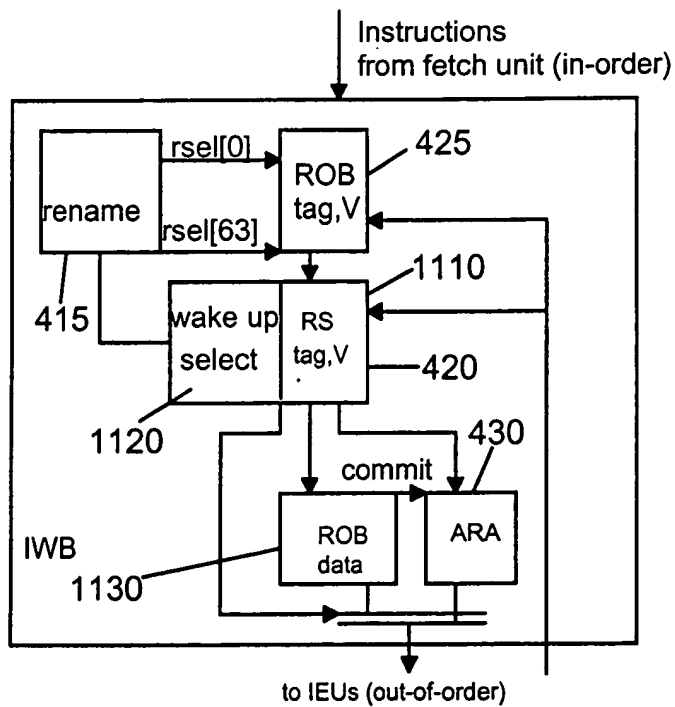 Instructions
from fetch unit (in-order)
rsel[0]
425
ROB
tag,V
rename
rsel[63]
415
1110
wake up
select
RS
tag,V
420
1120
430
commit
ROB
data
ARA
IWB
1130
to IEUs (out-of-order)